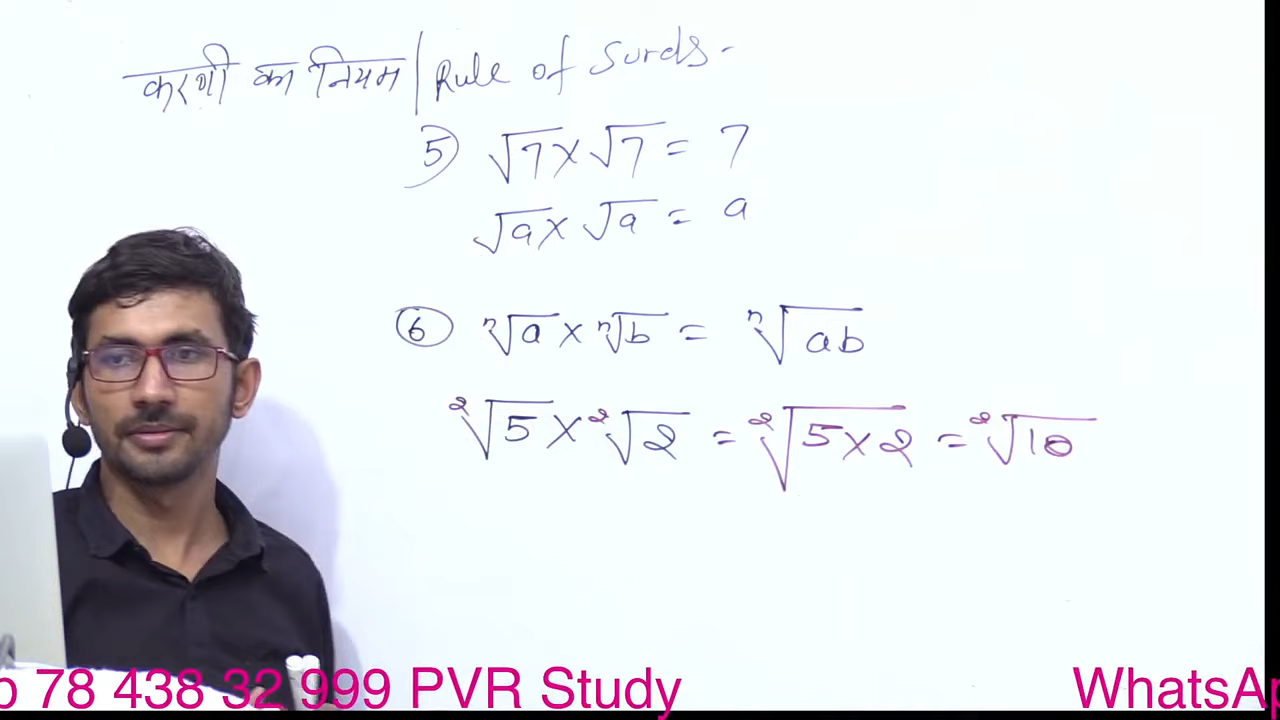 करणी का नियम / Rule of Surds -
5) √7 × √7 = 7
√a × √a = a
⑥ ⁿ√a × ⁿ√b = ⁿ√ab
²√5 × ²√2 = ²√5×2 = ²√10
78 438 32 999 PVR Study